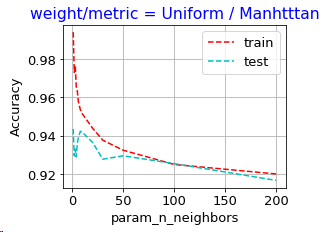 weight/metric = Uniform / Manhtttan
train
test
Accuracy
0.98
0.96
0.94
0.92
0
50
100
150
200
param_n_neighbors